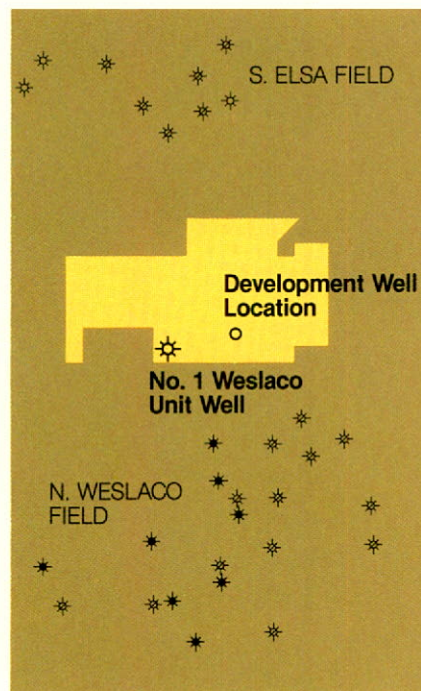 S. ELSA FIELD
Development Well
Location
No. 1 Weslaco
Unit Well
N. WESLACO
FIELD